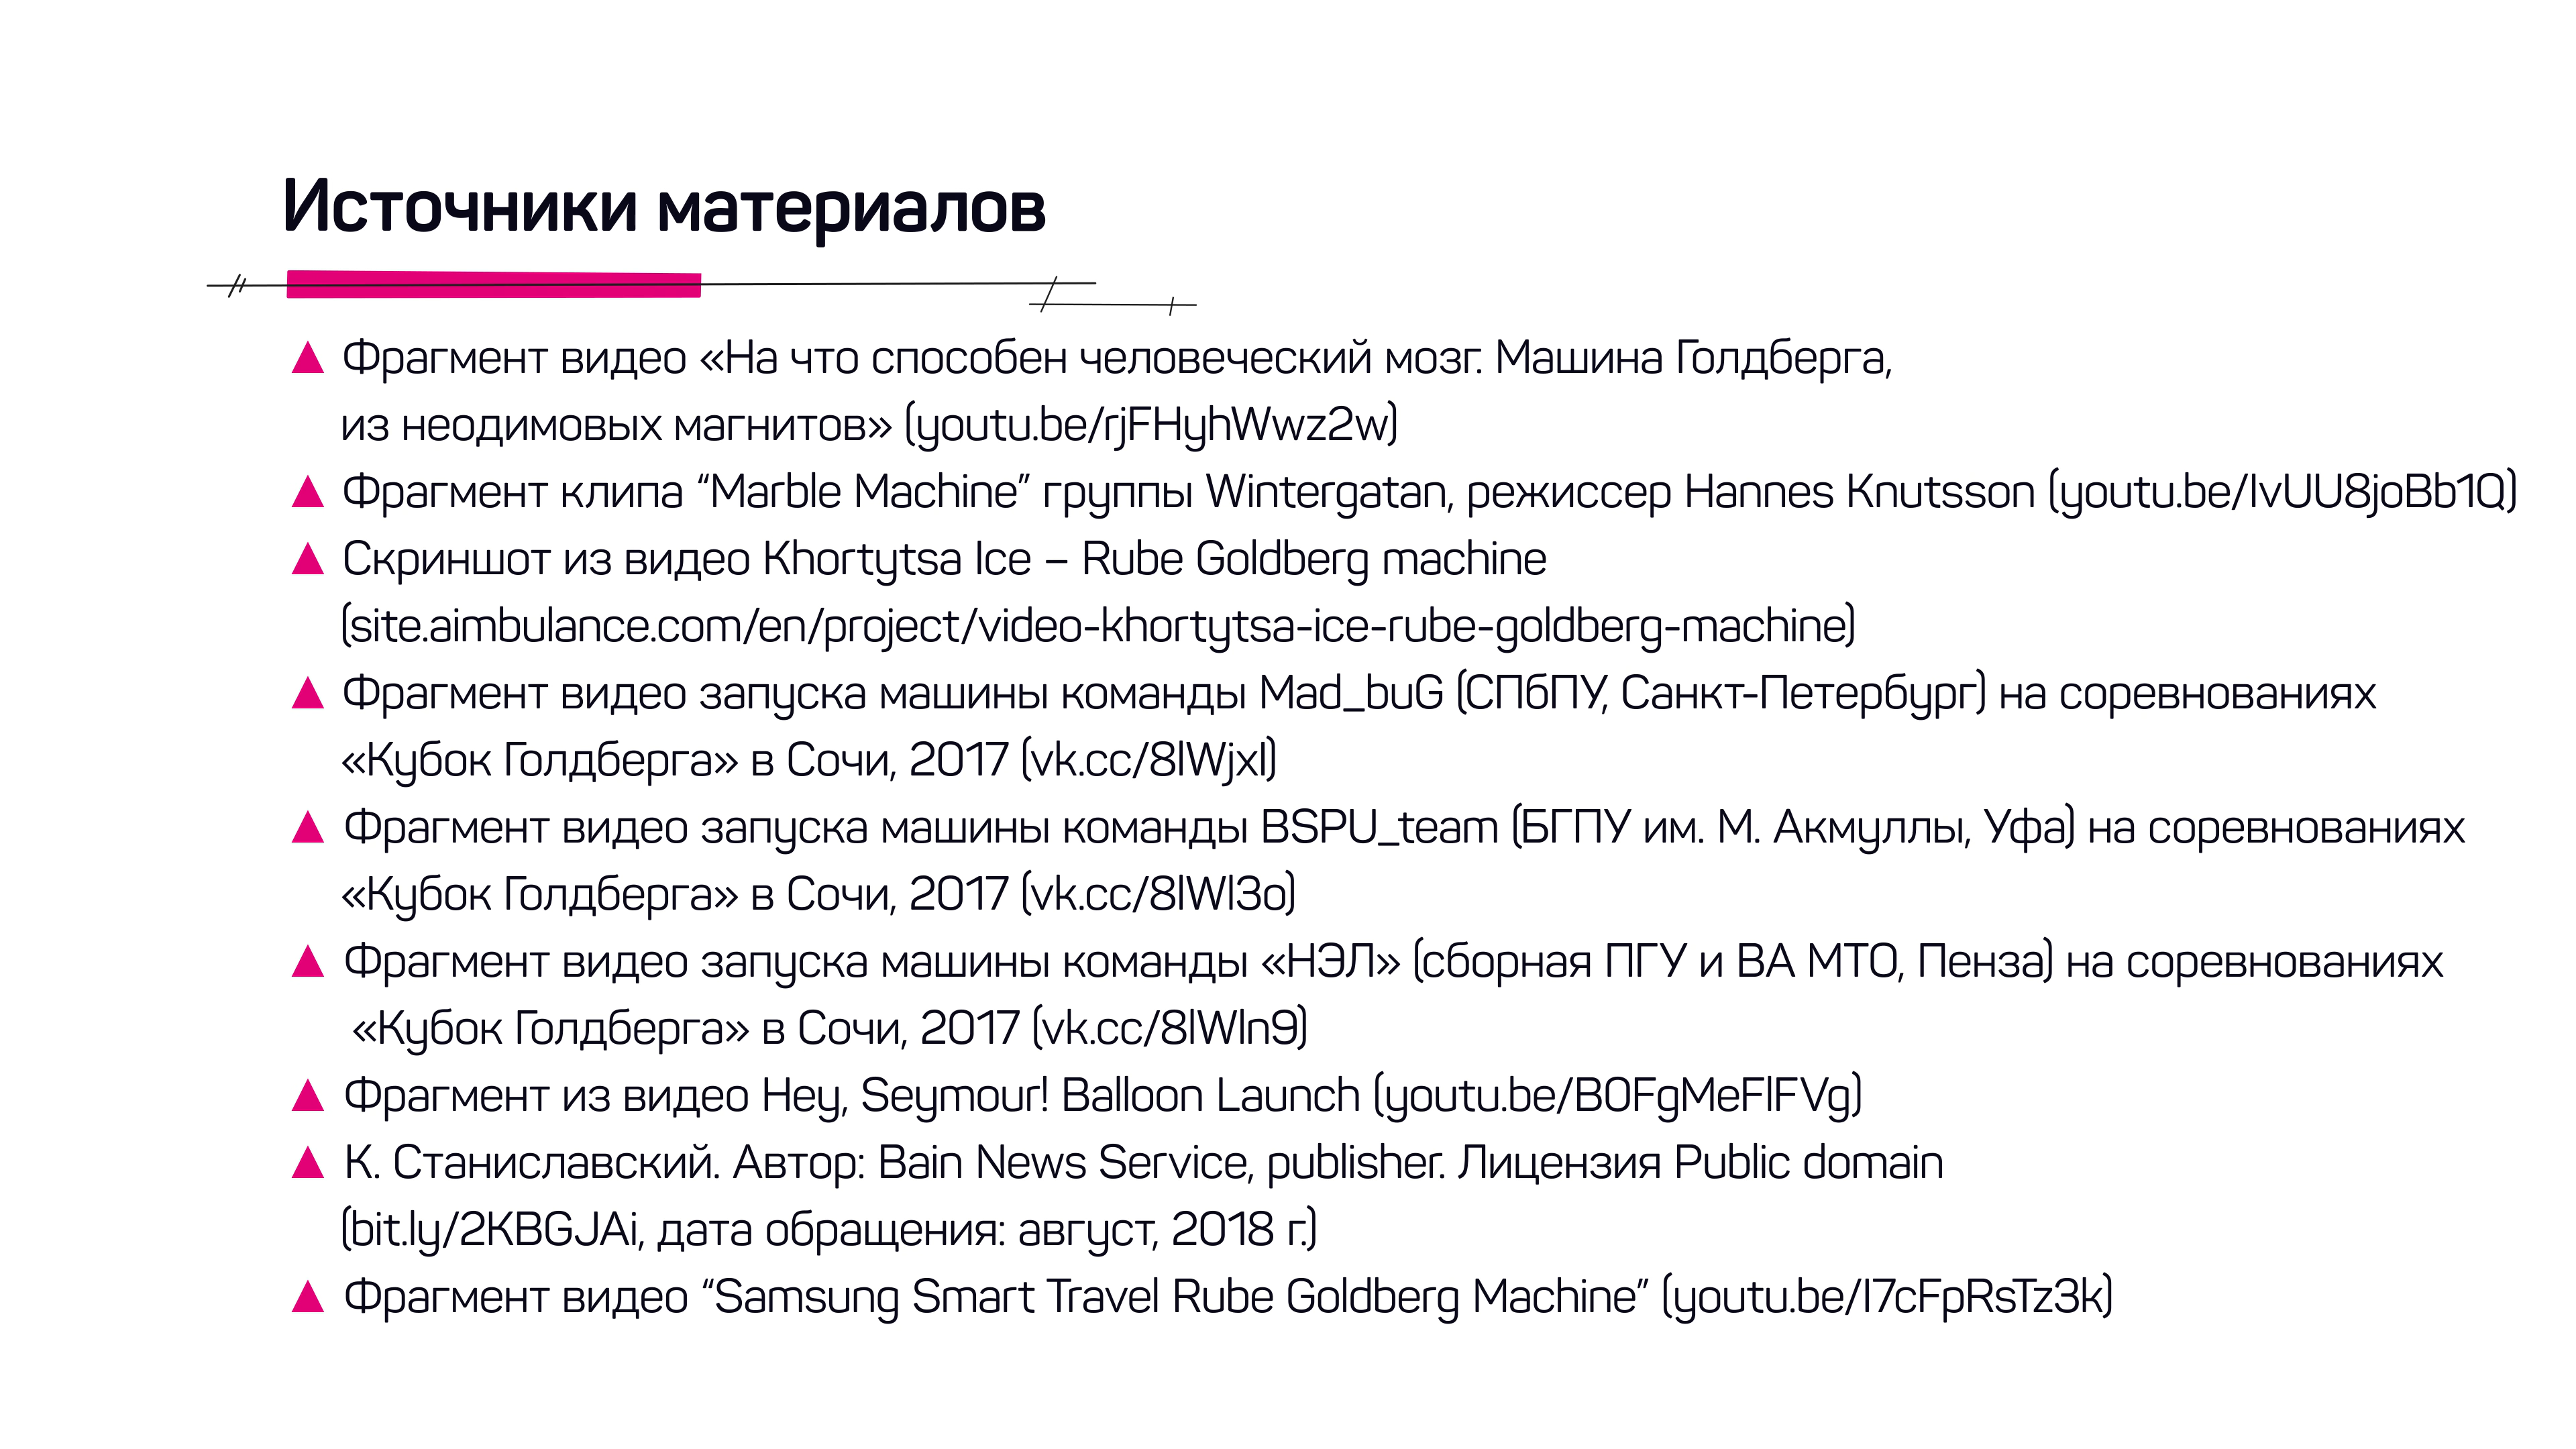 Источники материалов
▲ Фрагмент видео «На что способен человеческий мозг. Машина Голдберга,
из неодимовых магнитов» (youtu.be/rjFHyhWwz2w)
▲ Фрагмент клипа “Marble Machine” группы Wintergatan, режиссер Hannes Knutsson (youtu.be/IvUU8joBb1Q)
▲ Скриншот из видео Khortytsa Ice – Rube Goldberg machine
(site.aimbulance.com/en/project/video-khortytsa-ice-rube-goldberg-machine)
▲ Фрагмент видео запуска машины команды Mad_buG (СПбПУ, Санкт-Петербург) на соревнованиях
«Кубок Голдберга» в Сочи, 2017 (vk.cc/8lWjxI)
▲ Фрагмент видео запуска машины команды BSPU_team (БГПУ им. М. Акмуллы, Уфа) на соревнованиях
«Кубок Голдберга» в Сочи, 2017 (vk.cc/8lWl3o)
▲ Фрагмент видео запуска машины команды «НЭЛ» (сборная ПГУ и ВА МТО, Пенза) на соревнованиях
«Кубок Голдберга» в Сочи, 2017 (vk.cc/8lWln9)
▲ Фрагмент из видео Hey, Seymour! Balloon Launch (youtu.be/B0FgMeFlFVg)
▲ К. Станиславский. Автор: Bain News Service, publisher. Лицензия Public domain
(bit.ly/2KBGJAi, дата обращения: август, 2018 г.)
▲ Фрагмент видео “Samsung Smart Travel Rube Goldberg Machine” (youtu.be/I7cFpRsTz3k)